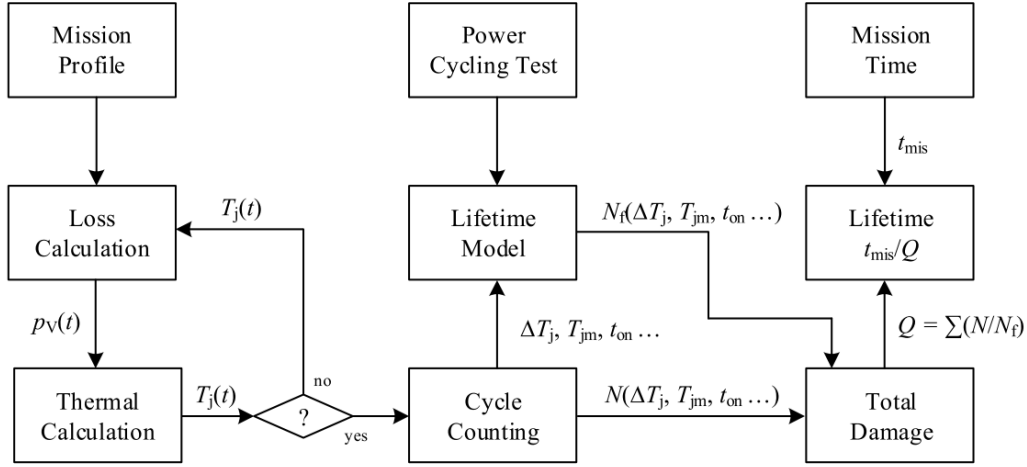 Mission
Profile
Power
Cycling Test
Mission
Time
t_mis
Loss
Calculation
T_j(t)
Lifetime
Model
N_f(ΔT_j, T_jm, t_on …)
Lifetime
t_mis/Q
p_V(t)
ΔT_j, T_jm, t_on …
Q = ∑(N/N_f)
Thermal
Calculation
T_j(t)
no
?
yes
Cycle
Counting
N(ΔT_j, T_jm, t_on …)
Total
Damage